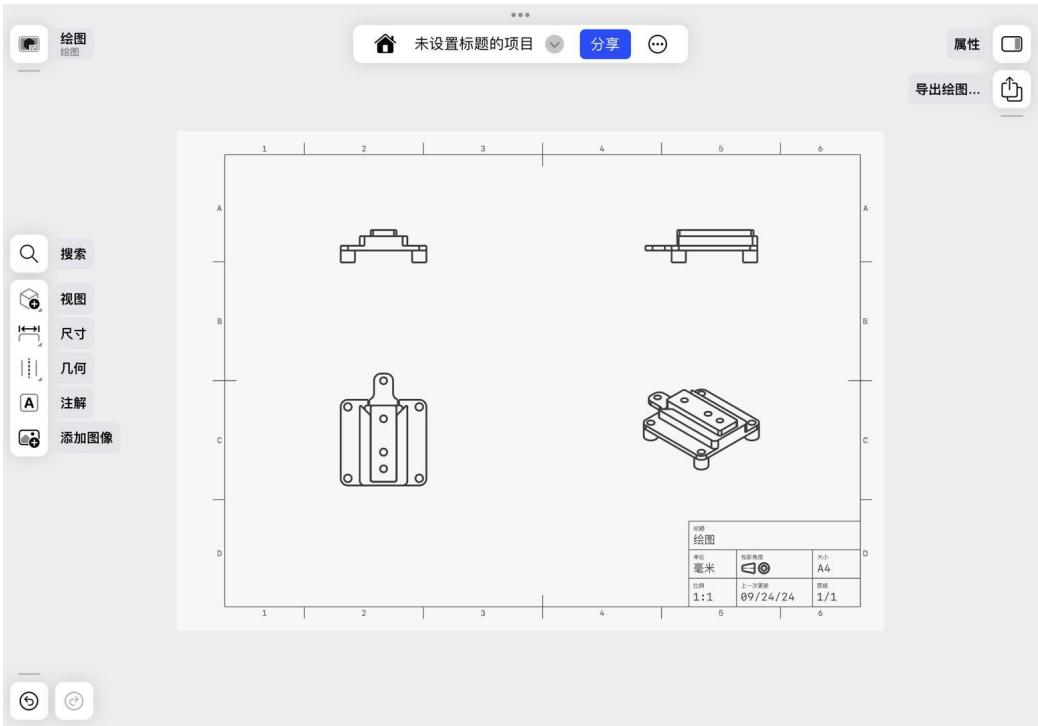 绘图
绘图
未设置标题的项目
分享
属性
导出绘图...
搜索
视图
尺寸
几何
A
注解
添加图像
1 2 3 4 5 6
A A
B B
C C
D D
标题
绘图
单位 投影角度 大小
毫米 A4
比例 上一次更新 图纸
1:1 09/24/24 1/1
1 2 3 4 5 6